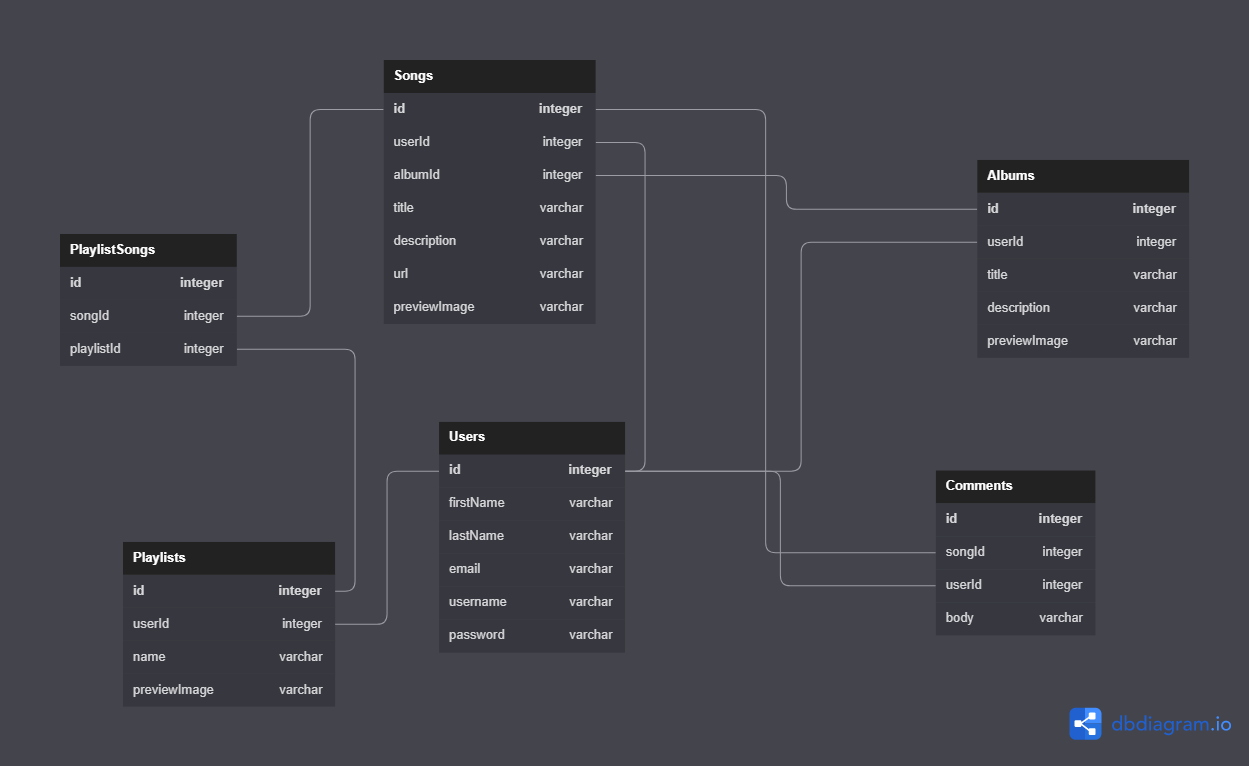 Songs
id integer
userId integer
albumId integer
title varchar
description varchar
url varchar
previewImage varchar
Albums
id integer
userId integer
title varchar
description varchar
previewImage varchar
PlaylistSongs
id integer
songId integer
playlistId integer
Users
id integer
firstName varchar
lastName varchar
email varchar
username varchar
password varchar
Comments
id integer
songId integer
userId integer
body varchar
Playlists
id integer
userId integer
name varchar
previewImage varchar
dbdiagram.io